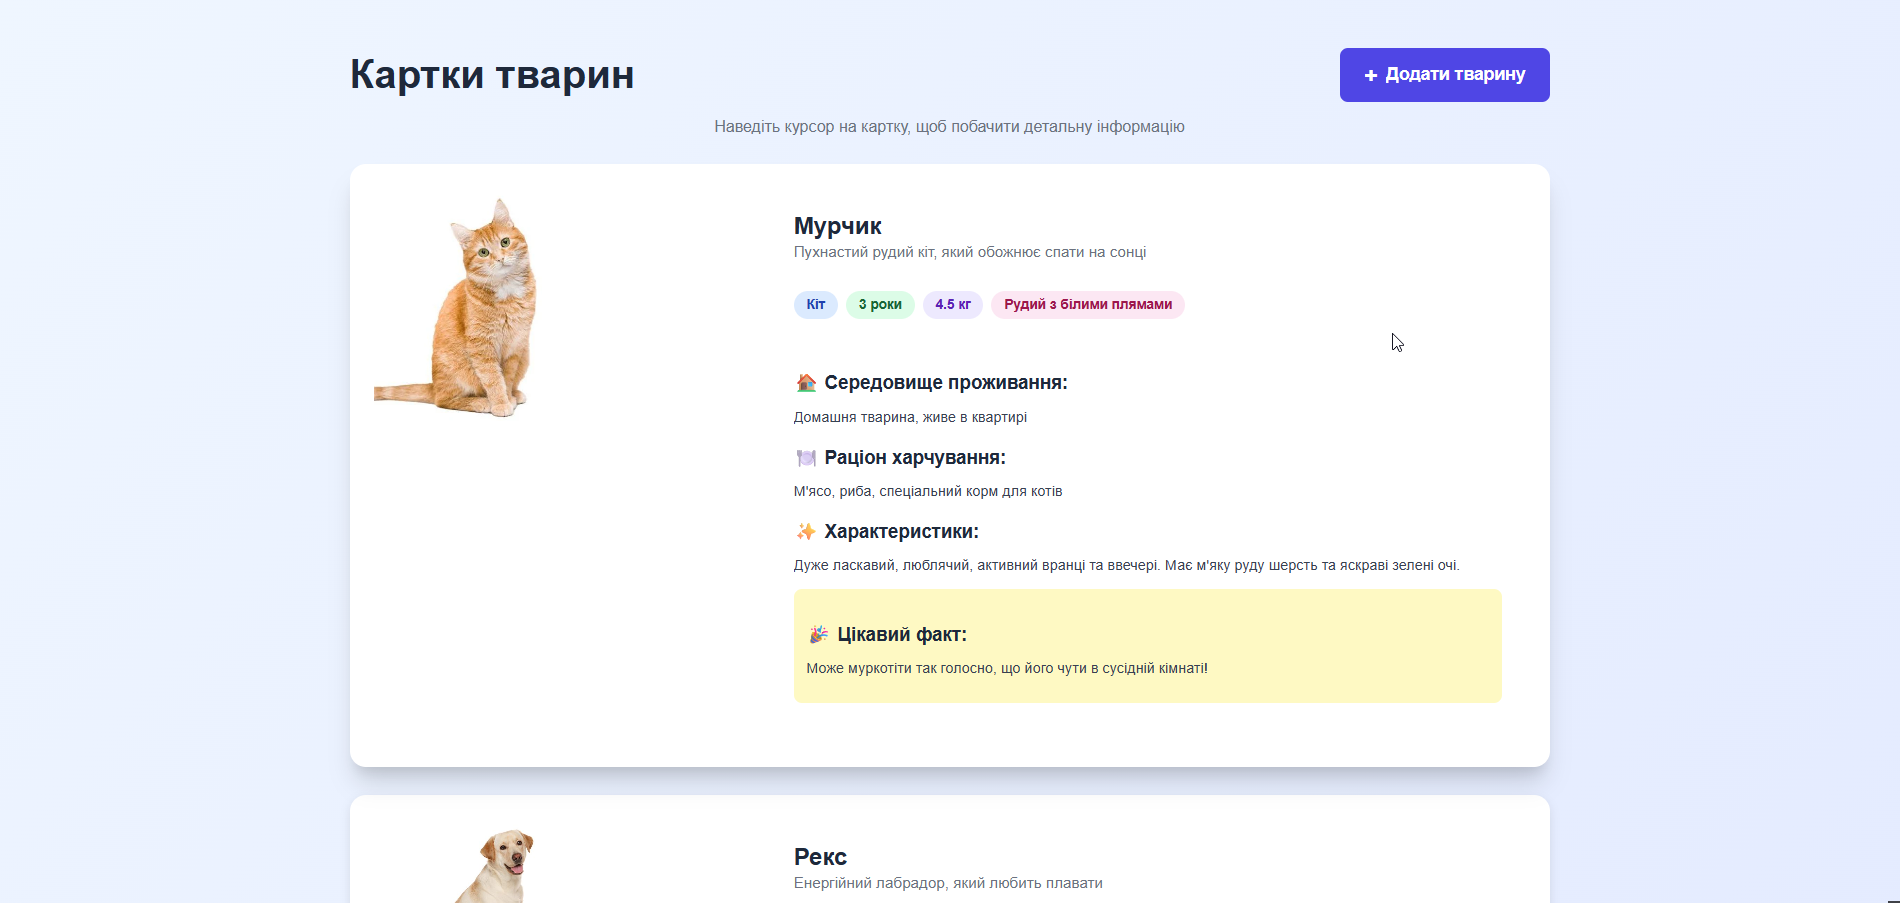 Картки тварин
+ Додати тварину
Наведіть курсор на картку, щоб побачити детальну інформацію
Мурчик
Пухнастий рудий кіт, який обожнює спати на сонці
Кіт 3 роки 4.5 кг Рудий з білими плямами
Середовище проживання:
Домашня тварина, живе в квартирі
Раціон харчування:
М'ясо, риба, спеціальний корм для котів
Характеристики:
Дуже ласкавий, люблячий, активний вранці та ввечері. Має м'яку руду шерсть та яскраві зелені очі.
Цікавий факт:
Може муркотіти так голосно, що його чути в сусідній кімнаті!
Рекс
Енергійний лабрадор, який любить плавати